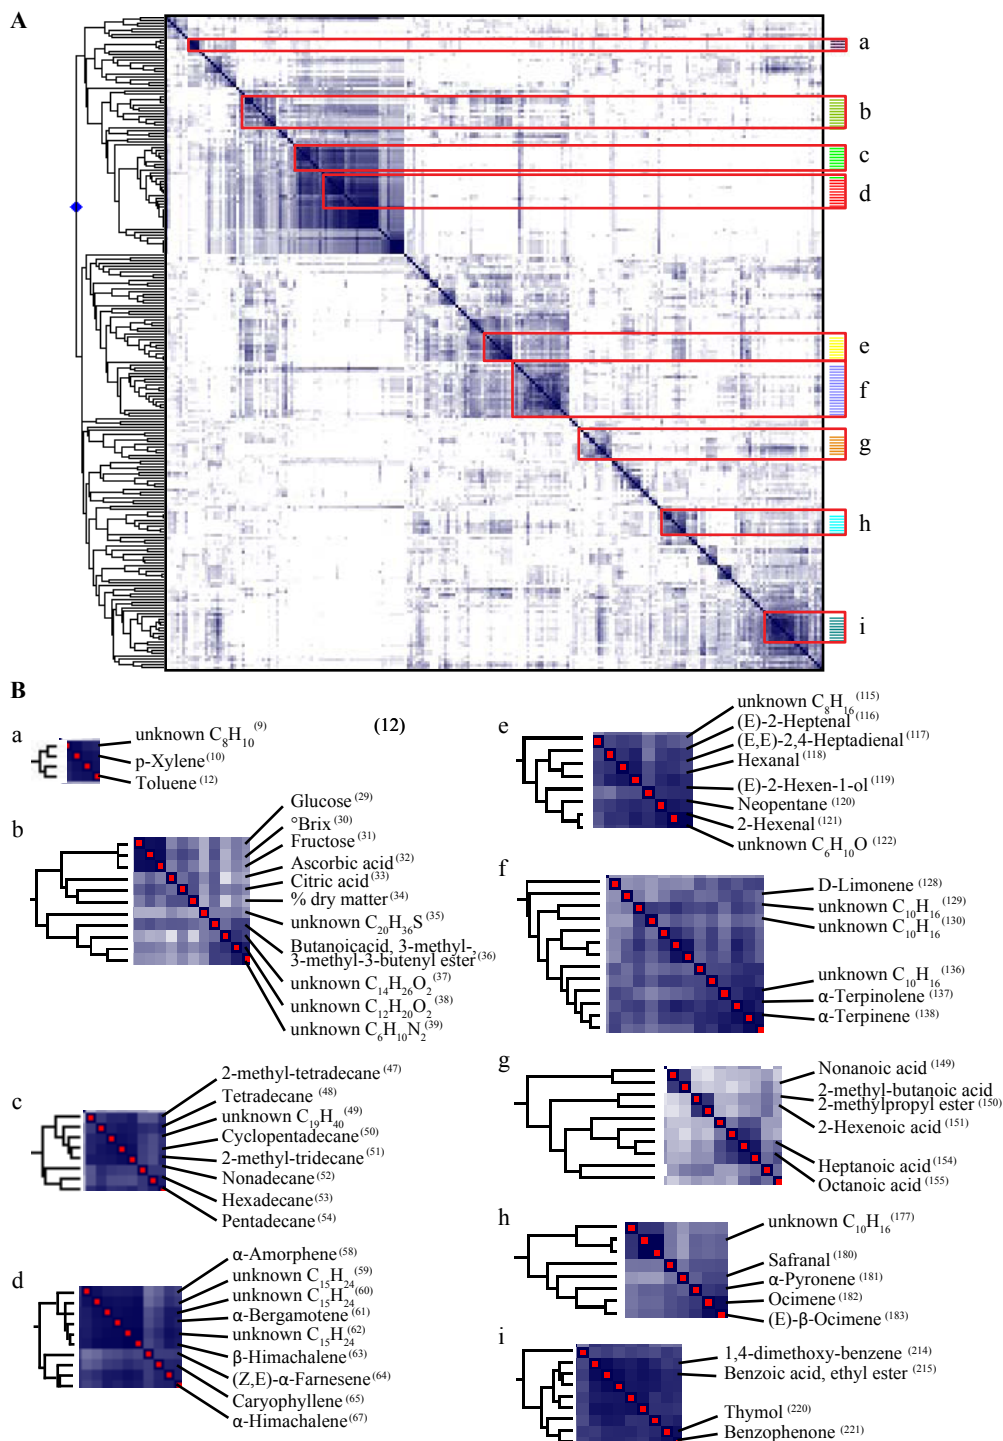 A
a
b
c
d
e
f
g
h
i
B
a
unknown C8H10 (9)
p-Xylene (10)
Toluene (12)
(12)
b
Glucose (29)
°Brix (30)
Fructose (31)
Ascorbic acid (32)
Citric acid (33)
% dry matter (34)
unknown C20H36S (35)
Butanoicacid, 3-methyl-,
3-methyl-3-butenyl ester (36)
unknown C14H26O2 (37)
unknown C12H20O2 (38)
unknown C6H10N2 (39)
c
2-methyl-tetradecane (47)
Tetradecane (48)
unknown C19H40 (49)
Cyclopentadecane (50)
2-methyl-tridecane (51)
Nonadecane (52)
Hexadecane (53)
Pentadecane (54)
d
α-Amorphene (58)
unknown C15H24 (59)
unknown C15H24 (60)
α-Bergamotene (61)
unknown C15H24 (62)
β-Himachalene (63)
(Z,E)-α-Farnesene (64)
Caryophyllene (65)
α-Himachalene (67)
e
unknown C8H16 (115)
(E)-2-Heptenal (116)
(E,E)-2,4-Heptadienal (117)
Hexanal (118)
(E)-2-Hexen-1-ol (119)
Neopentane (120)
2-Hexenal (121)
unknown C6H10O (122)
f
D-Limonene (128)
unknown C10H16 (129)
unknown C10H16 (130)
unknown C10H16 (136)
α-Terpinolene (137)
α-Terpinene (138)
g
Nonanoic acid (149)
2-methyl-butanoic acid
2-methylpropyl ester (150)
2-Hexenoic acid (151)
Heptanoic acid (154)
Octanoic acid (155)
h
unknown C10H16 (177)
Safranal (180)
α-Pyronene (181)
Ocimene (182)
(E)-β-Ocimene (183)
i
1,4-dimethoxy-benzene (214)
Benzoic acid, ethyl ester (215)
Thymol (220)
Benzophenone (221)